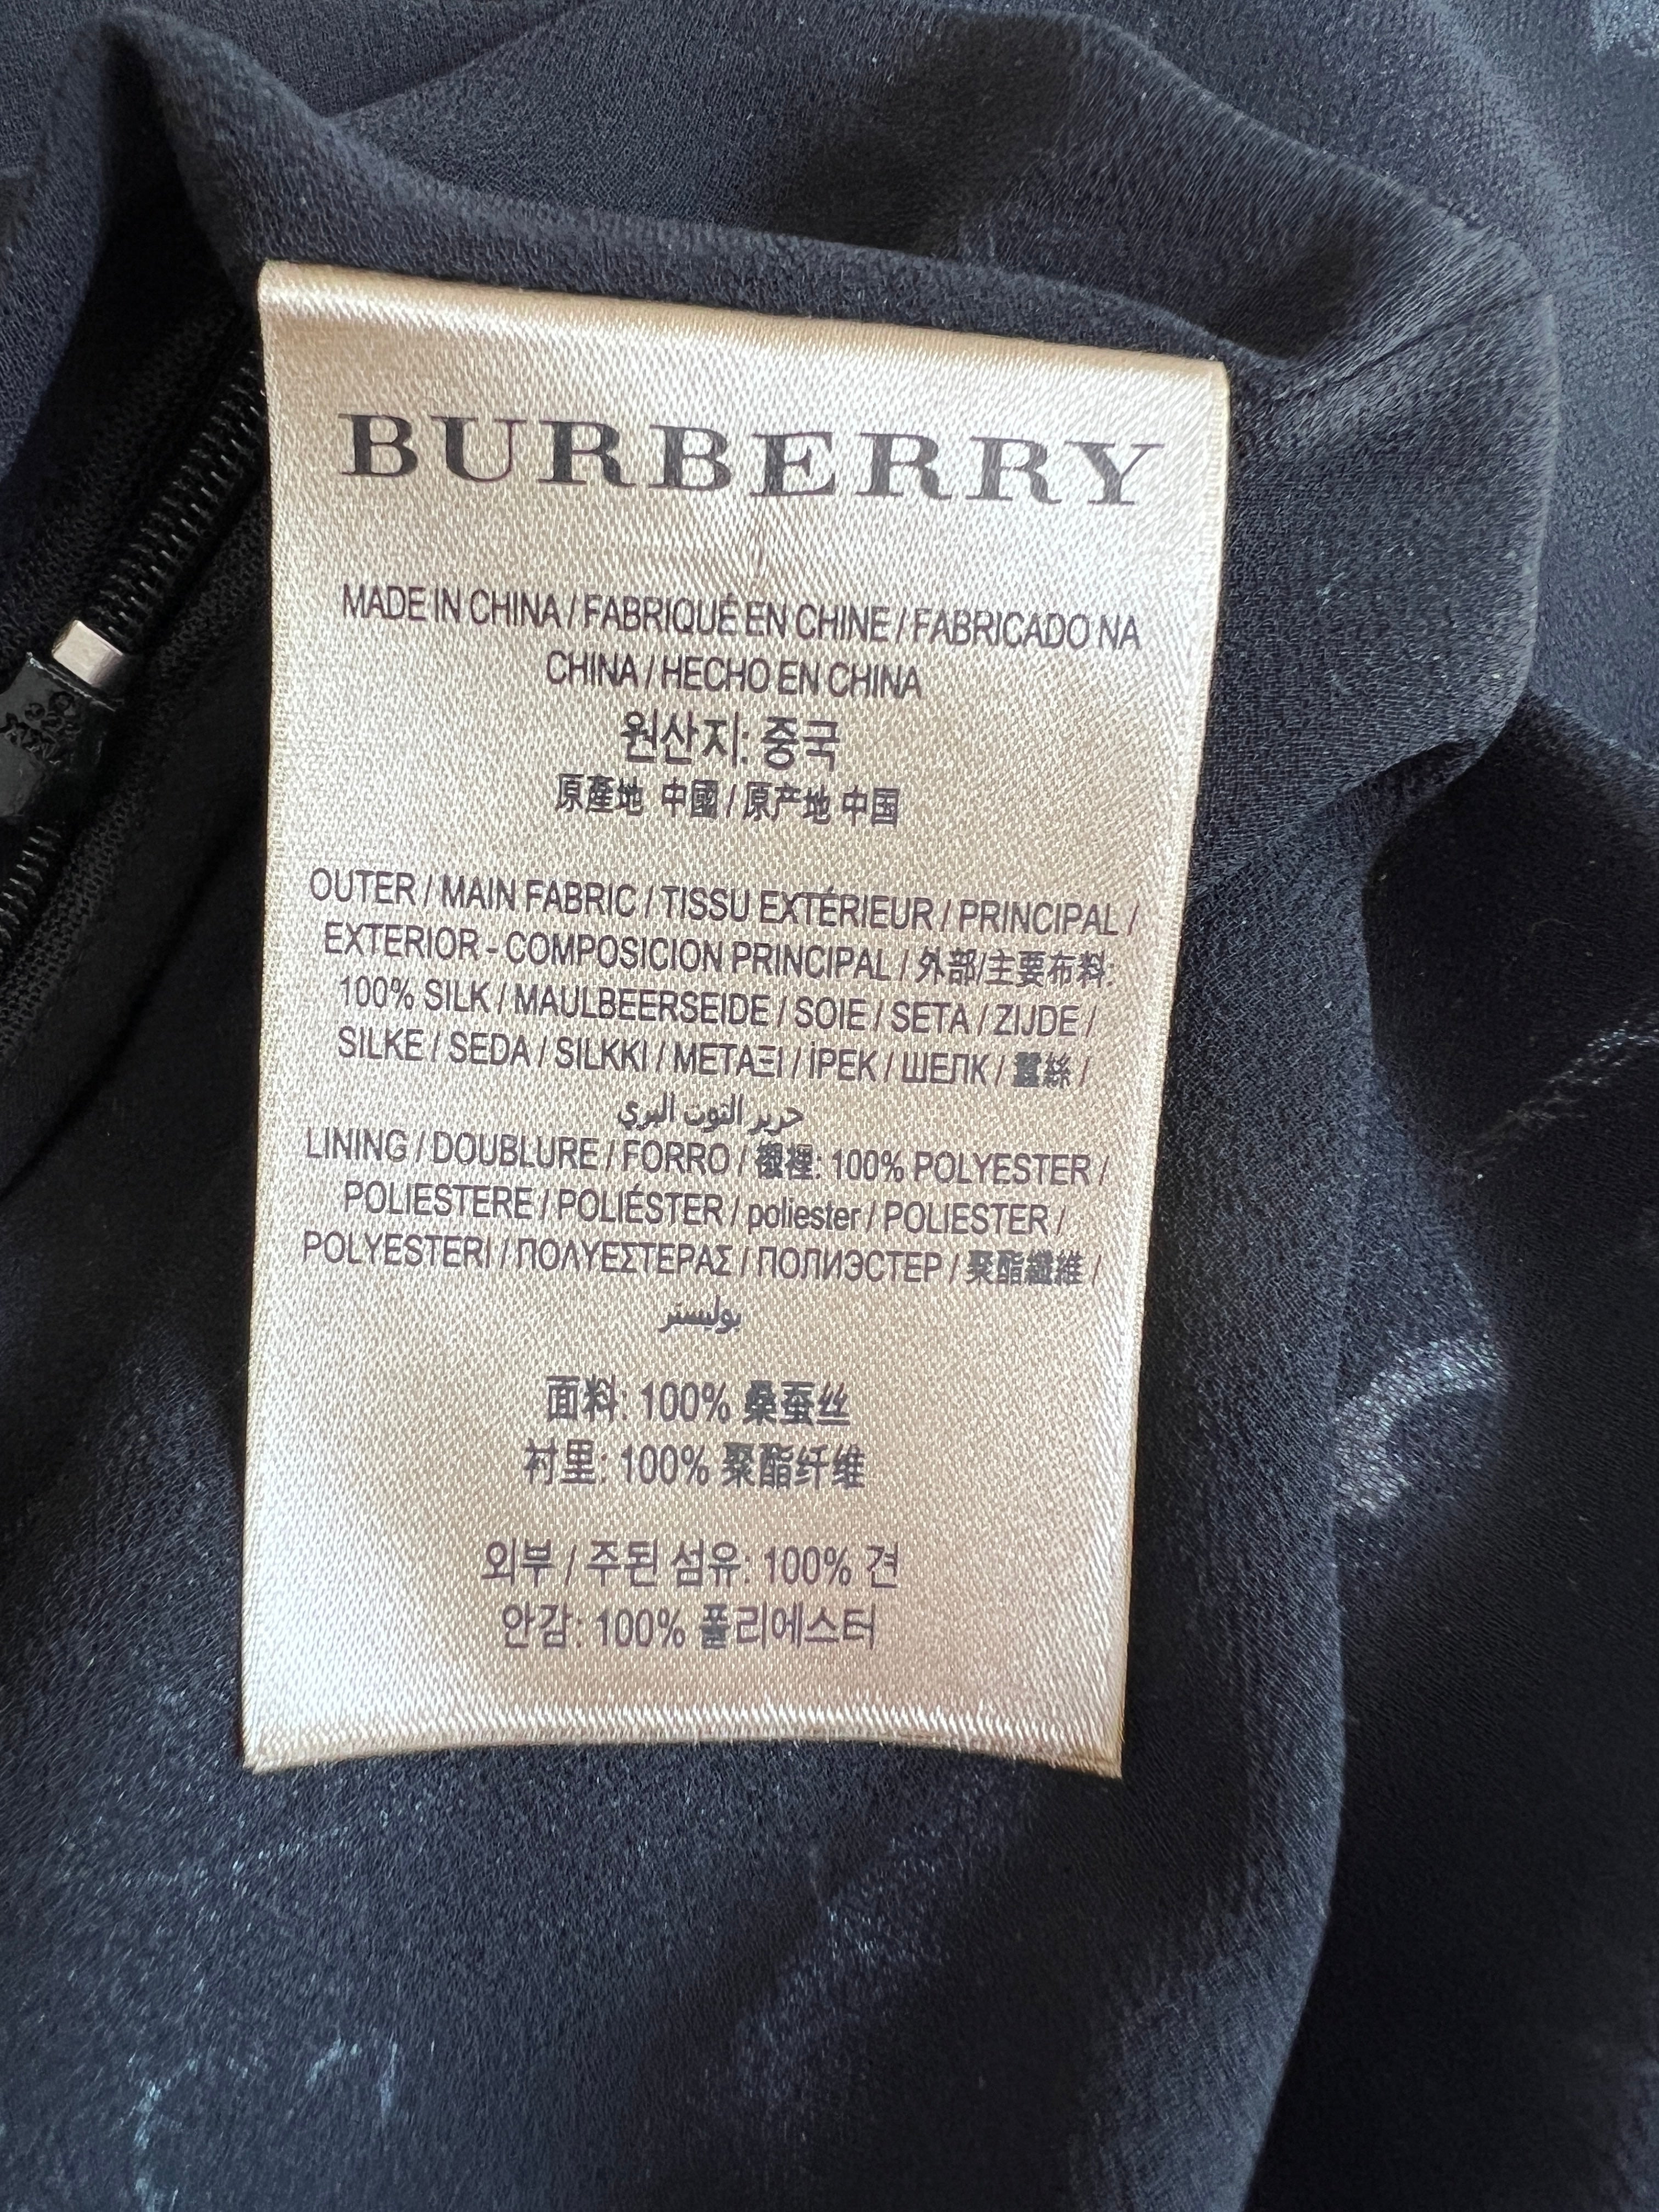 BURBERRY
MADE IN CHINA / FABRIQUÉ EN CHINE / FABRICADO NA
CHINA / HECHO EN CHINA
원산지: 중국
原產地 中國 / 原产地 中国
OUTER / MAIN FABRIC / TISSU EXTÉRIEUR / PRINCIPAL /
EXTERIOR - COMPOSICION PRINCIPAL / 外部/主要布料:
100% SILK / MAULBEERSEIDE / SOIE / SETA / ZIJDE /
SILKE / SEDA / SILKKI / ΜΕΤΑΞΙ / İPEK / ШЕЛК / 蠶絲 /
حرير التوت البري
LINING / DOUBLURE / FORRO / 襯裡: 100% POLYESTER /
POLIESTERE / POLIÉSTER / poliester / POLIESTER /
POLYESTERI / ΠΟΛΥΕΣΤΕΡΑΣ / ПОЛИЭСТЕР / 聚酯纖維 /
بوليستر
面料: 100% 桑蚕丝
衬里: 100% 聚酯纤维
외부 / 주된 섬유: 100% 견
안감: 100% 폴리에스터